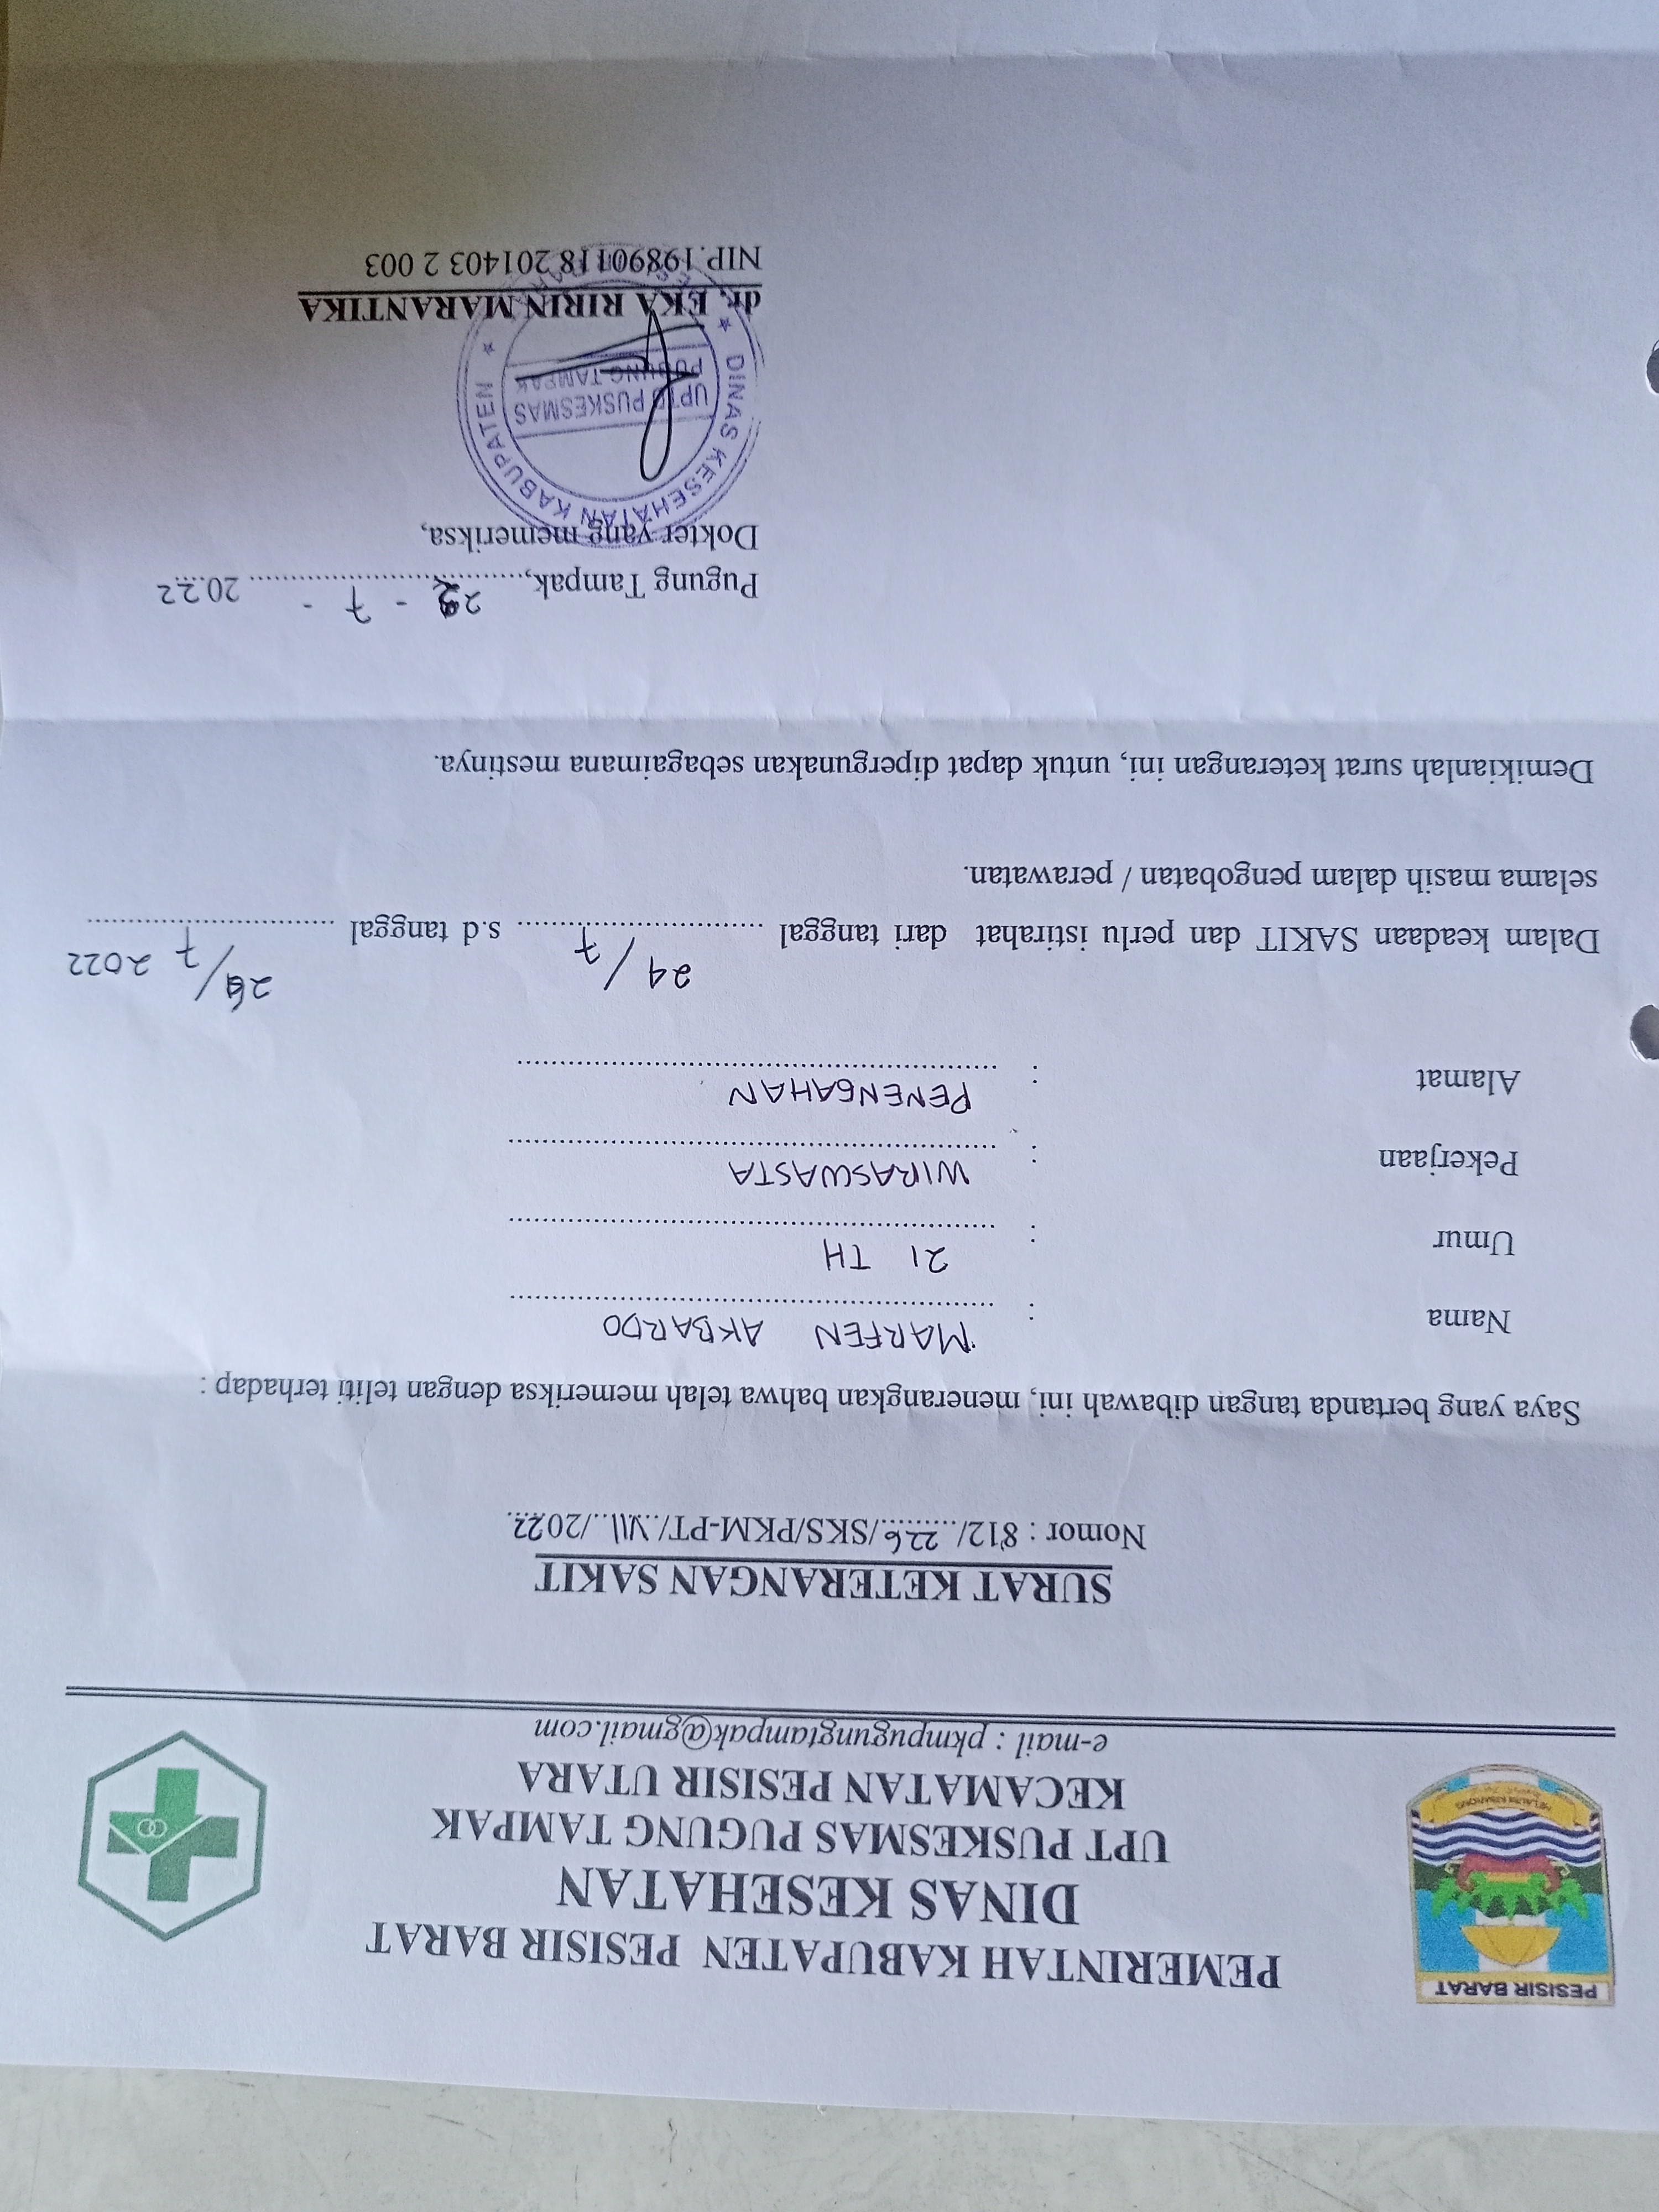 PESISIR BARAT
PEMERINTAH KABUPATEN PESISIR BARAT
DINAS KESEHATAN
UPT PUSKESMAS PUGUNG TAMPAK
KECAMATAN PESISIR UTARA
e-mail : pkmpugungtampak@gmail.com
SURAT KETERANGAN SAKIT
Nomor : 812/ 226 /SKS/PKM-PT/ VII /2022
Saya yang bertanda tangan dibawah ini, menerangkan bahwa telah memeriksa dengan teliti terhadap :
Nama : MARFEN AKBARDO
Umur : 21 TH
Pekerjaan : WIRASWASTA
Alamat : PENENGAHAN
Dalam keadaan SAKIT dan perlu istirahat dari tanggal 24/7 s.d tanggal /7 2022
selama masih dalam pengobatan / perawatan.
Demikianlah surat keterangan ini, untuk dapat dipergunakan sebagaimana mestinya.
Pugung Tampak, - 7 - 2022
Dokter yang memeriksa,
DINAS KESEHATAN KABUPATEN
UPTD PUSKESMAS
PUGUNG TAMPAK
dr. EKA RIRIN MARANTIKA
NIP.19890118 201403 2 003